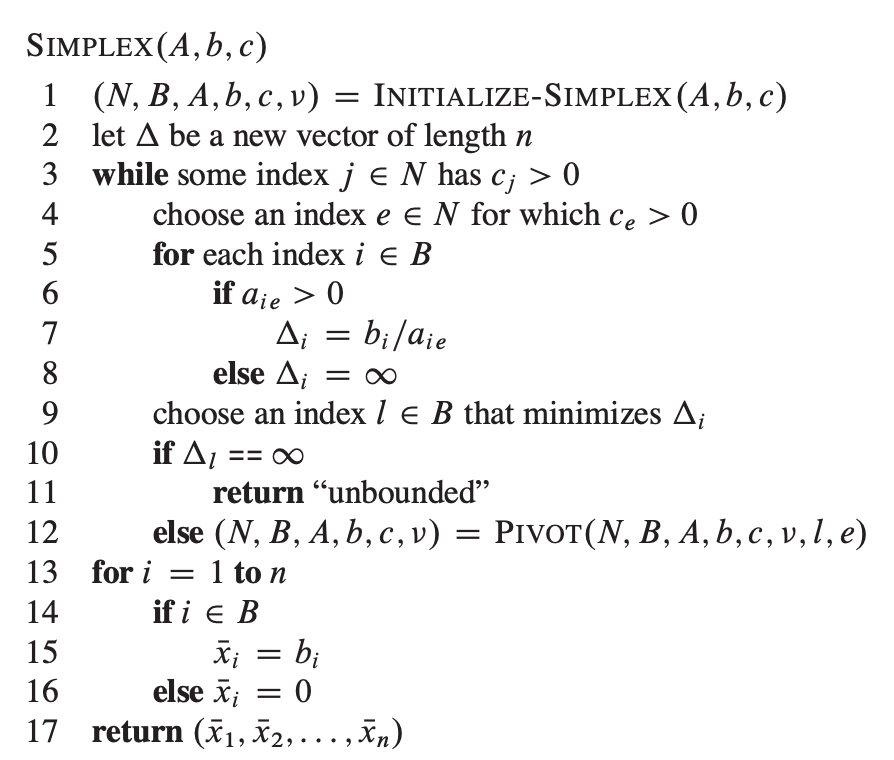 SIMPLEX(A, b, c)
1 (N, B, A, b, c, ν) = INITIALIZE-SIMPLEX(A, b, c)
2 let Δ be a new vector of length n
3 while some index j ∈ N has c_j > 0
4 choose an index e ∈ N for which c_e > 0
5 for each index i ∈ B
6 if a_ie > 0
7 Δ_i = b_i/a_ie
8 else Δ_i = ∞
9 choose an index l ∈ B that minimizes Δ_i
10 if Δ_l == ∞
11 return “unbounded”
12 else (N, B, A, b, c, ν) = PIVOT(N, B, A, b, c, ν, l, e)
13 for i = 1 to n
14 if i ∈ B
15 x̄_i = b_i
16 else x̄_i = 0
17 return (x̄_1, x̄_2, . . . , x̄_n)